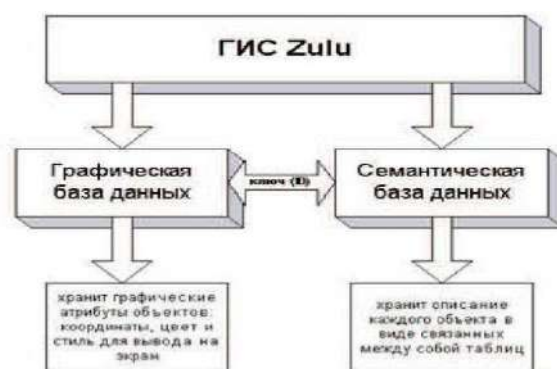 ГИС Zulu
Графическая
база данных
ключ (ID)
Семантическая
база данных
хранит графические
атрибуты объектов:
координаты, цвет и
стиль для вывода на
экран
хранит описание
каждого объекта в
виде связанных
между собой таблиц